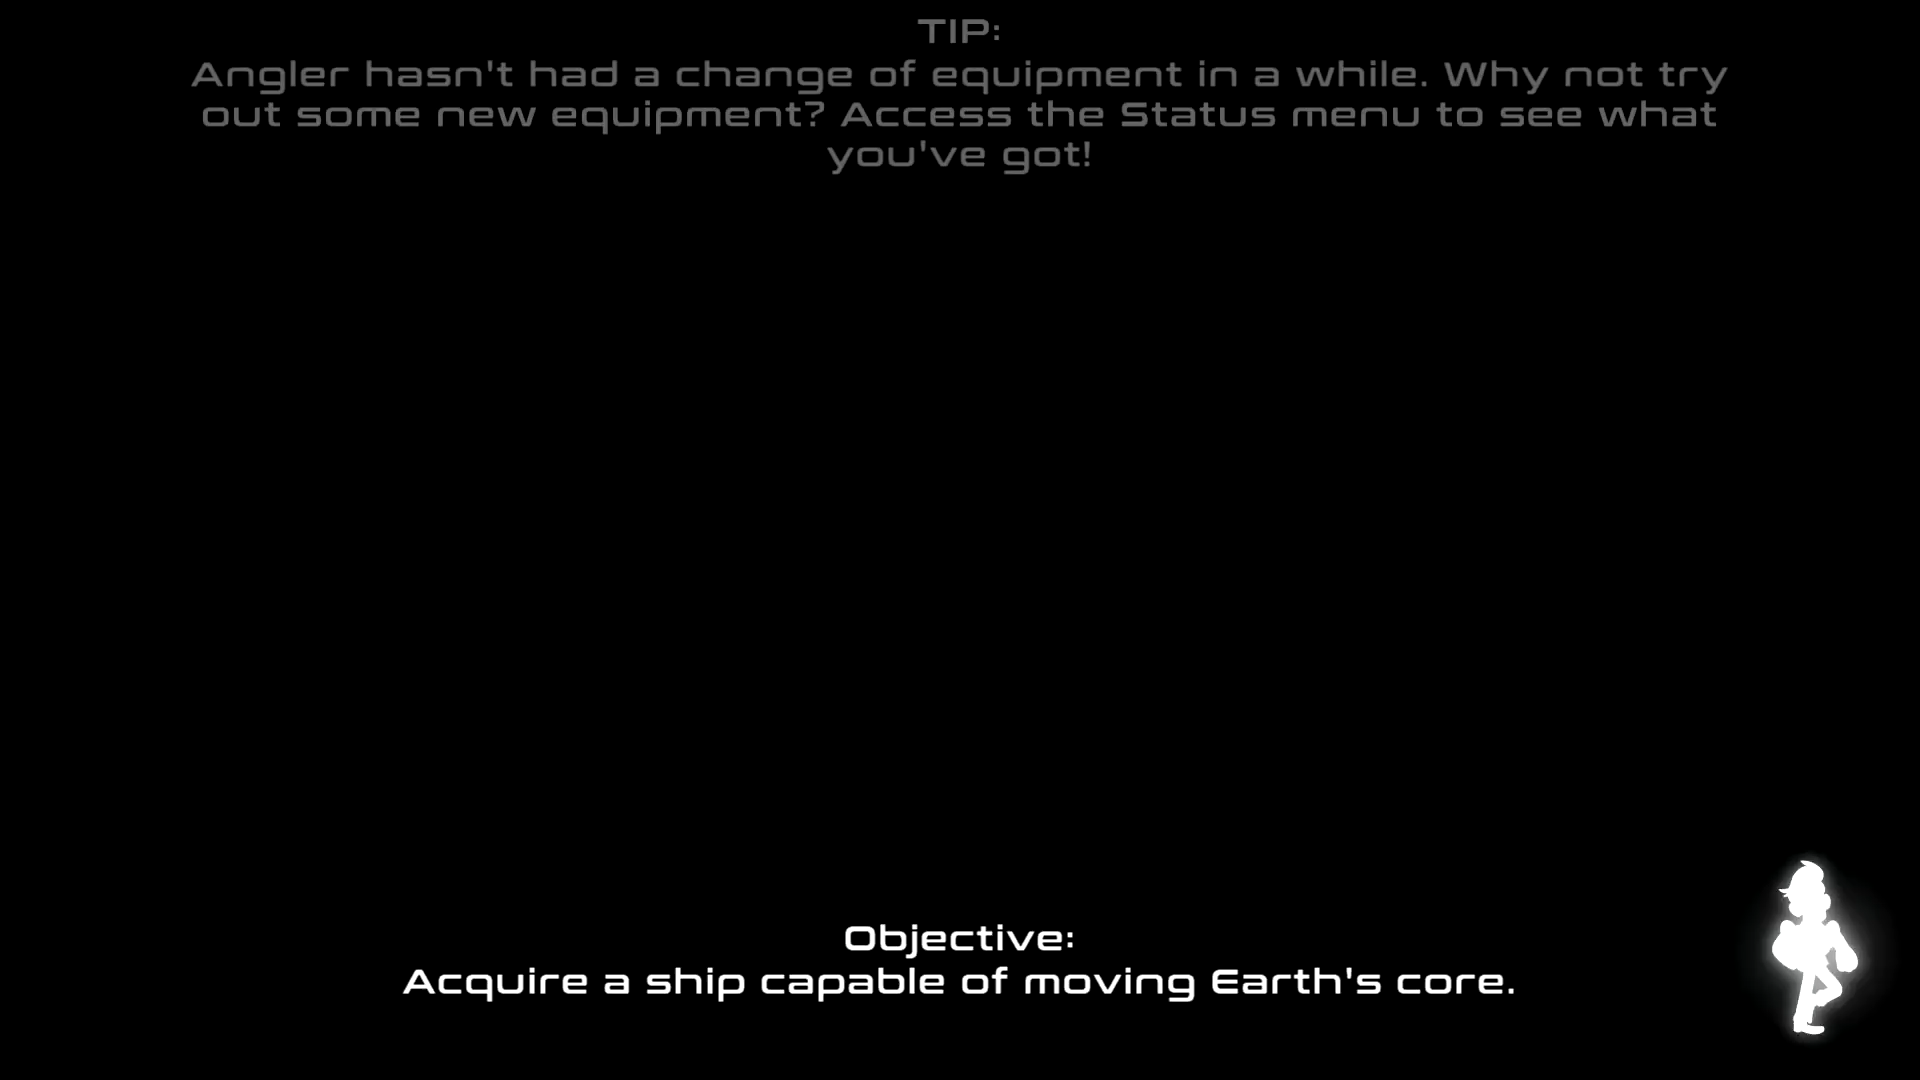 TIP:
Angler hasn't had a change of equipment in a while. Why not try
out some new equipment? Access the Status menu to see what
you've got!
Objective:
Acquire a ship capable of moving Earth's core.